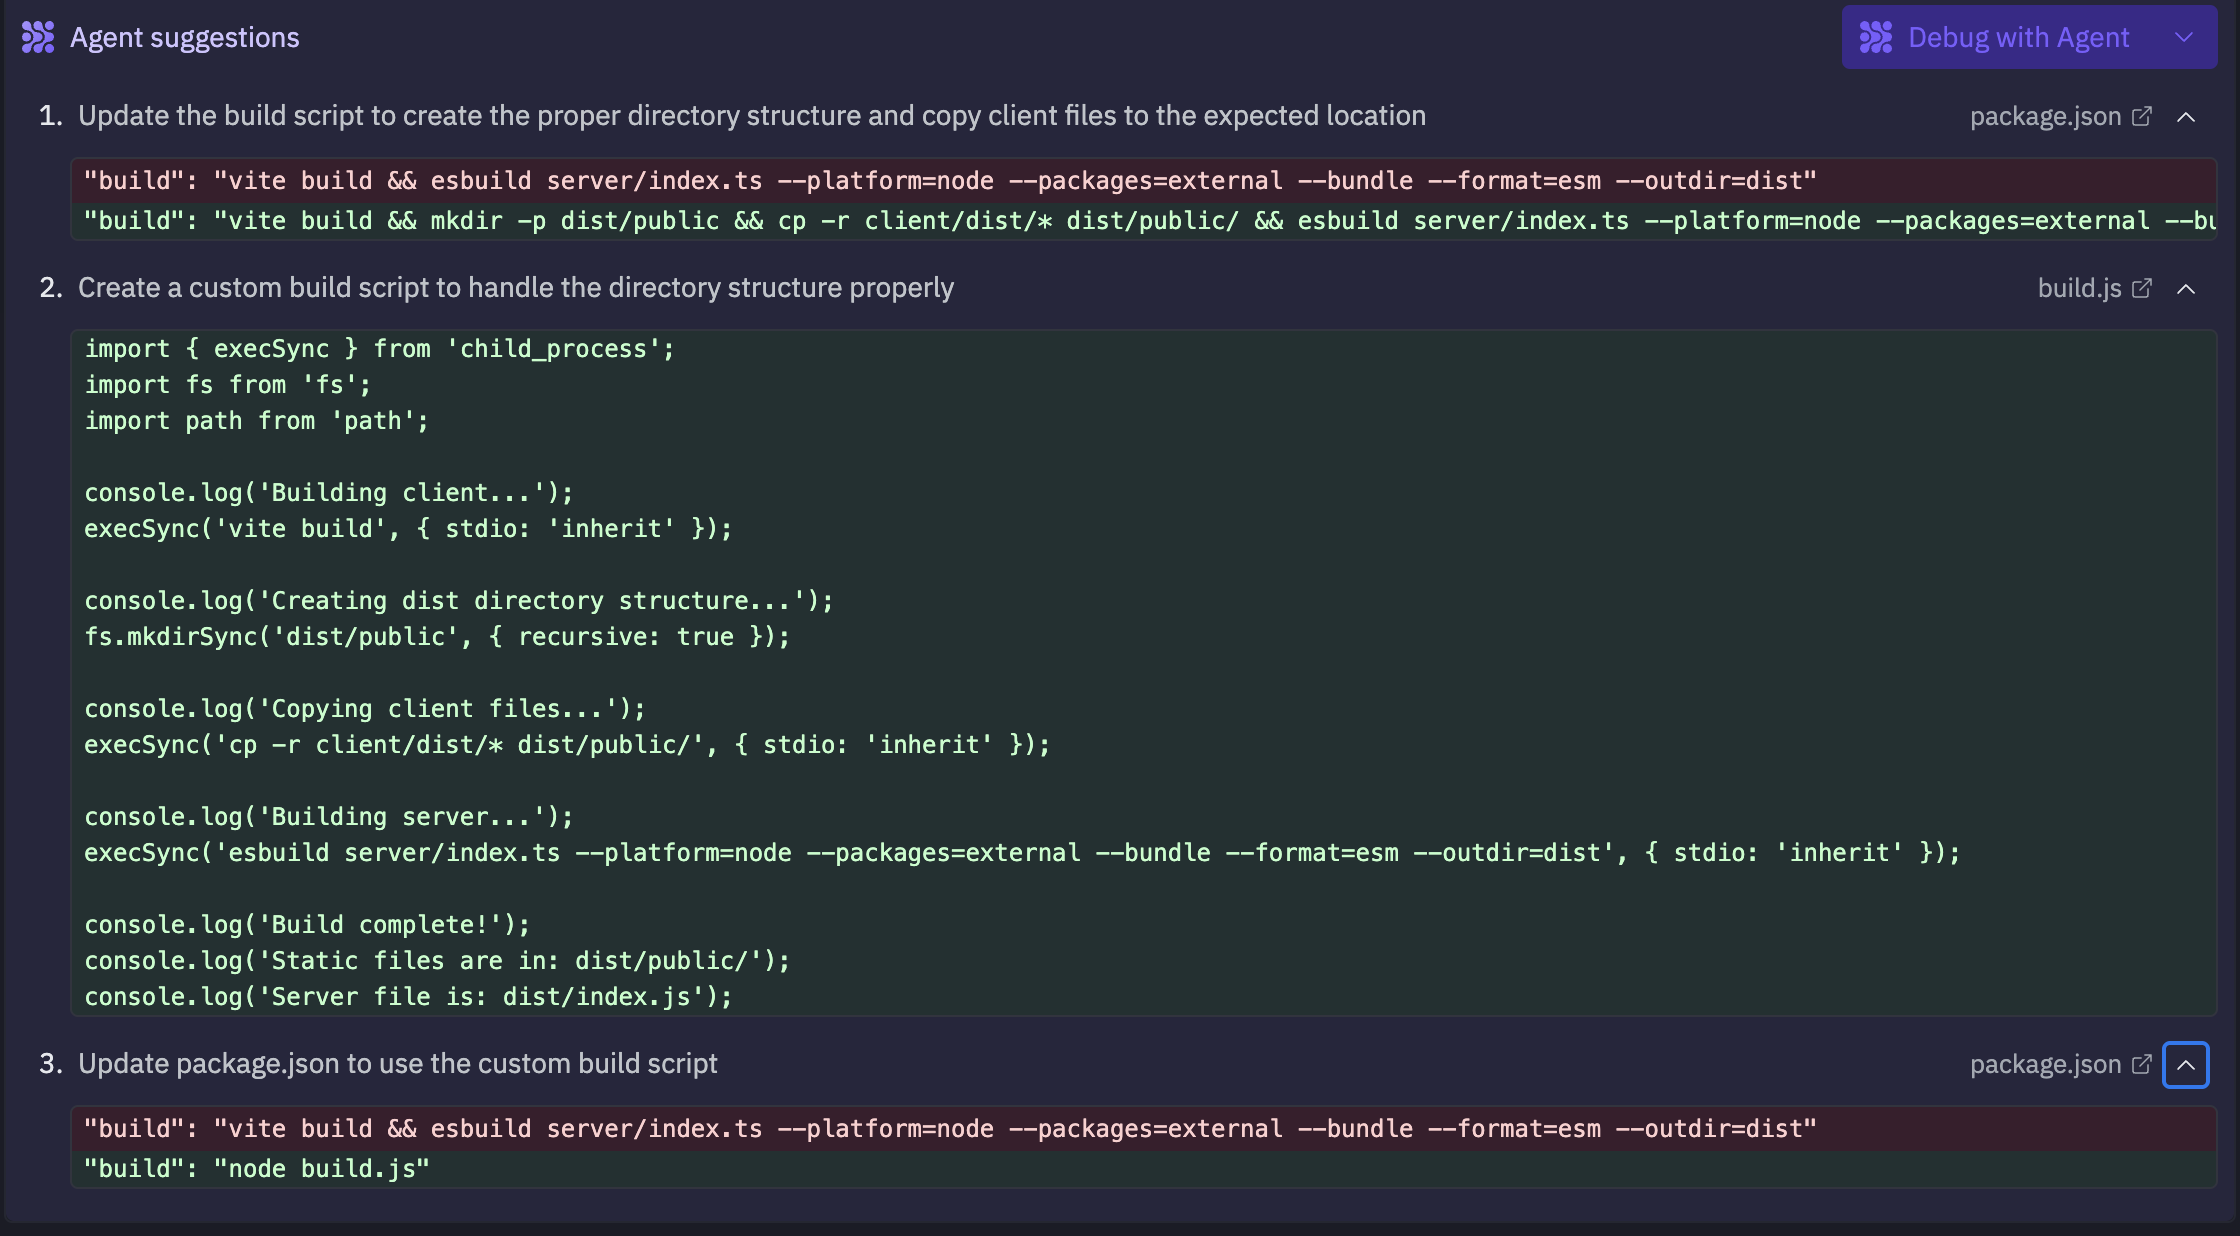 Agent suggestions
Debug with Agent
1. Update the build script to create the proper directory structure and copy client files to the expected location
package.json
"build": "vite build && esbuild server/index.ts --platform=node --packages=external --bundle --format=esm --outdir=dist"
"build": "vite build && mkdir -p dist/public && cp -r client/dist/* dist/public/ && esbuild server/index.ts --platform=node --packages=external --bu
2. Create a custom build script to handle the directory structure properly
build.js
import { execSync } from 'child_process';
import fs from 'fs';
import path from 'path';

console.log('Building client...');
execSync('vite build', { stdio: 'inherit' });

console.log('Creating dist directory structure...');
fs.mkdirSync('dist/public', { recursive: true });

console.log('Copying client files...');
execSync('cp -r client/dist/* dist/public/', { stdio: 'inherit' });

console.log('Building server...');
execSync('esbuild server/index.ts --platform=node --packages=external --bundle --format=esm --outdir=dist', { stdio: 'inherit' });

console.log('Build complete!');
console.log('Static files are in: dist/public/');
console.log('Server file is: dist/index.js');
3. Update package.json to use the custom build script
package.json
"build": "vite build && esbuild server/index.ts --platform=node --packages=external --bundle --format=esm --outdir=dist"
"build": "node build.js"